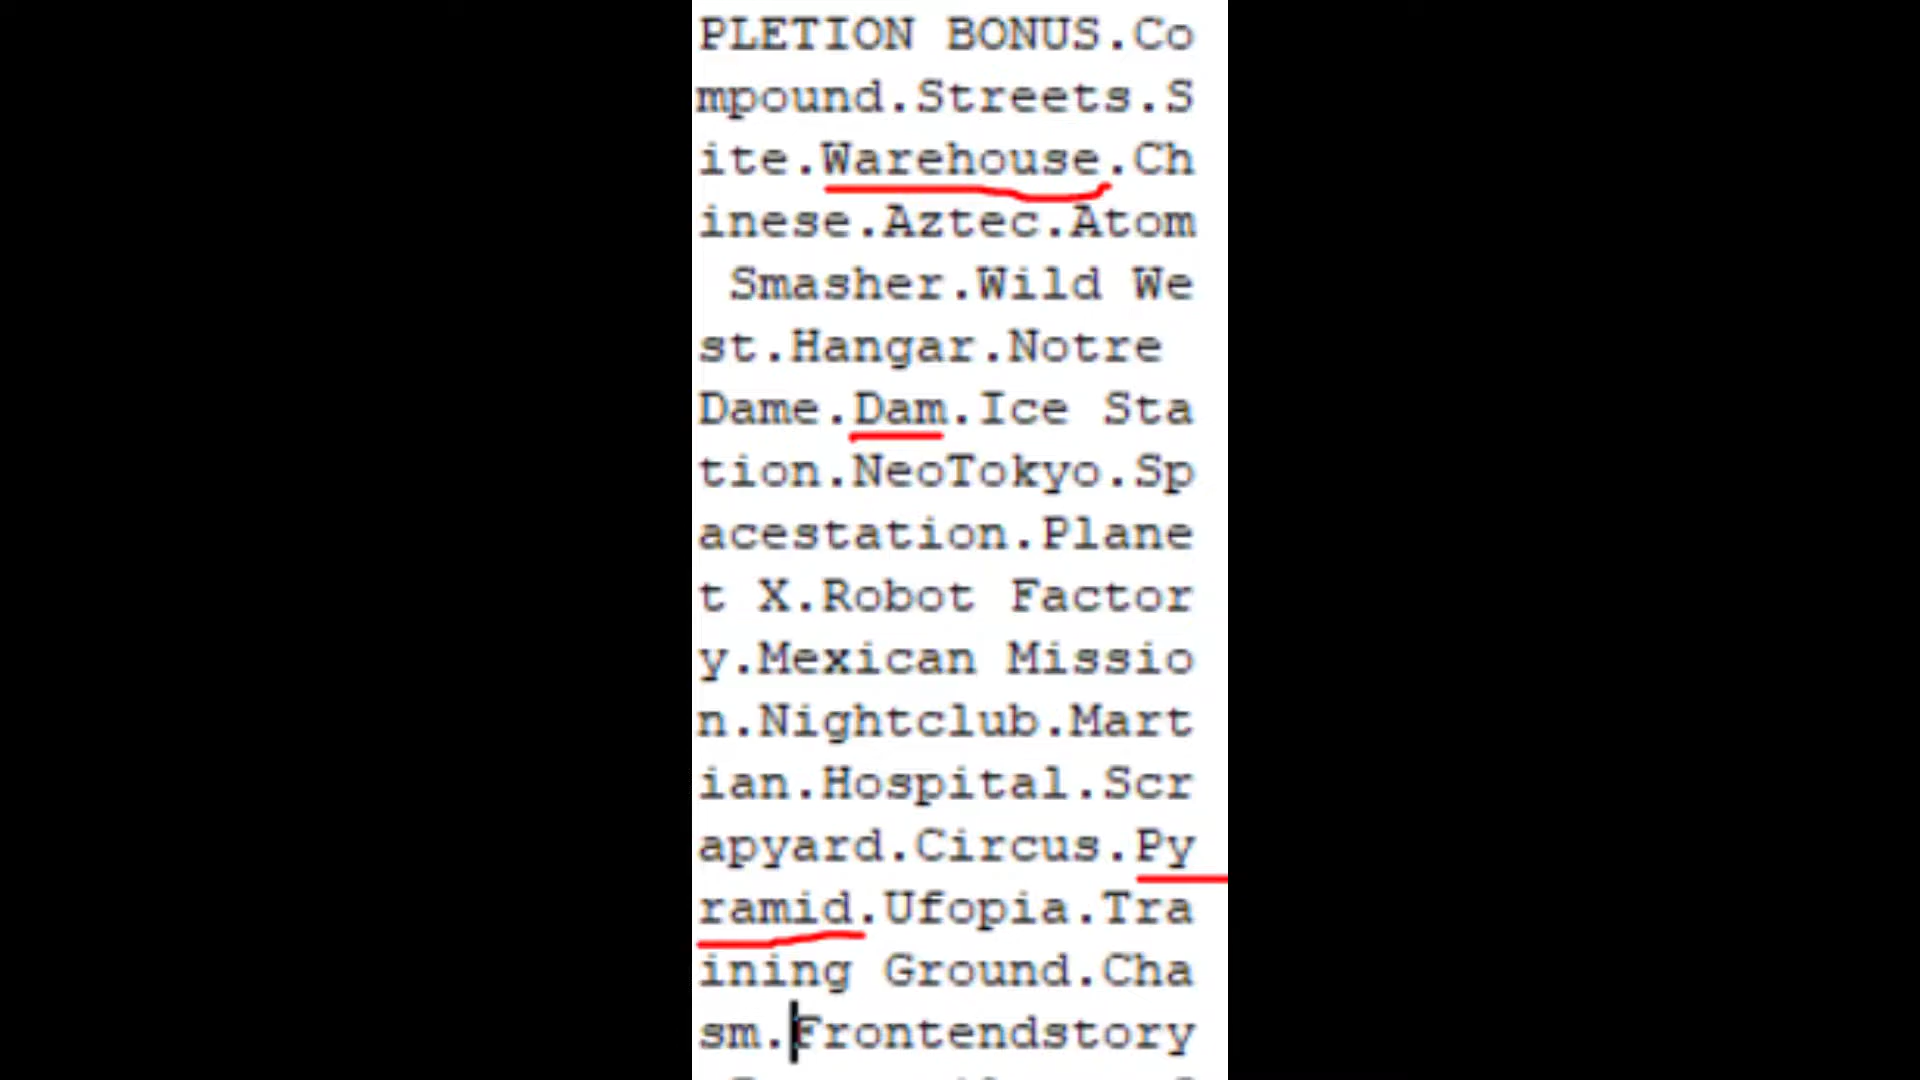 PLETION BONUS.Co
mpound.Streets.S
ite.Warehouse.Ch
inese.Aztec.Atom
 Smasher.Wild We
st.Hangar.Notre
Dame.Dam.Ice Sta
tion.NeoTokyo.Sp
acestation.Plane
t X.Robot Factor
y.Mexican Missio
n.Nightclub.Mart
ian.Hospital.Scr
apyard.Circus.Py
ramid.Ufopia.Tra
ining Ground.Cha
sm.Frontendstory